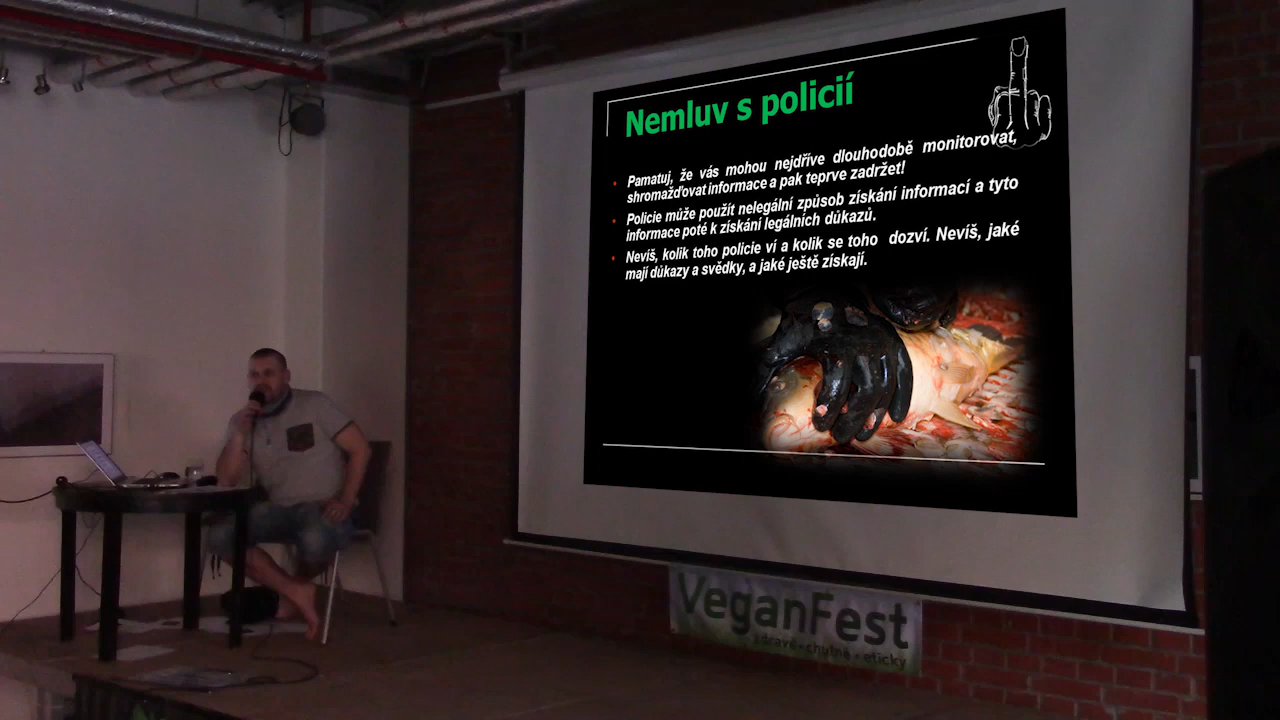 Nemluv s policií
Pamatuj, že vás mohou nejdříve dlouhodobě monitorovat,
shromažďovat informace a pak teprve zadržet!
Policie může použít nelegální způsob získání informací a tyto
informace poté k získání legálních důkazů.
Nevíš, kolik toho policie ví a kolik se toho dozví. Nevíš, jaké
mají důkazy a svědky, a jaké ještě získají.
VeganFest
zdravě • chutně • eticky